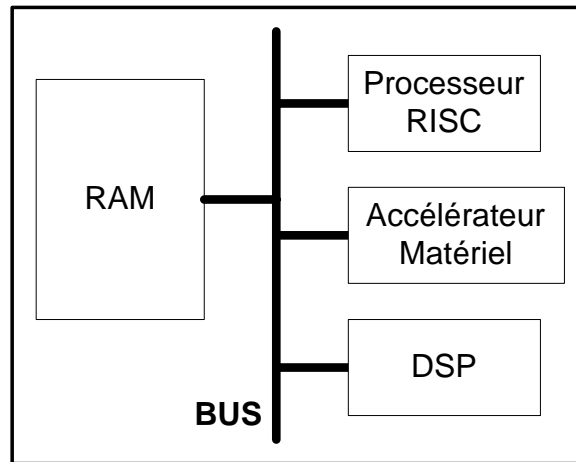 RAM
Processeur
RISC
Accélérateur
Matériel
DSP
BUS